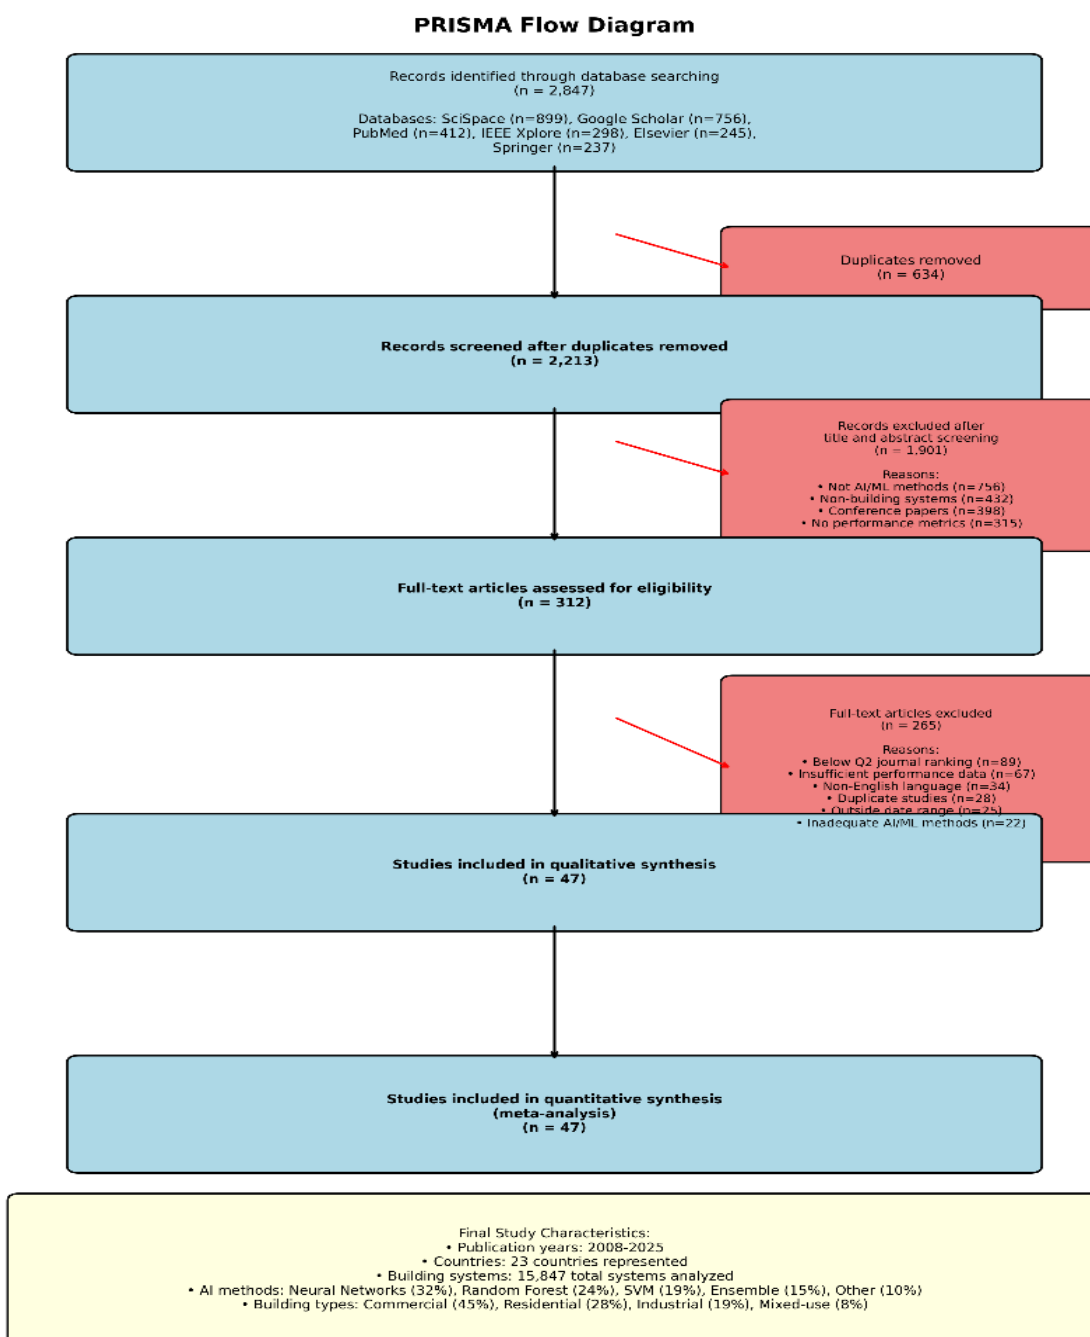 PRISMA Flow Diagram
Records identified through database searching
(n = 2,847)
Databases: SciSpace (n=899), Google Scholar (n=756),
PubMed (n=412), IEEE Xplore (n=298), Elsevier (n=245),
Springer (n=237)
Duplicates removed
(n = 634)
Records screened after duplicates removed
(n = 2,213)
Records excluded after
title and abstract screening
(n = 1,901)
Reasons:
• Not AI/ML methods (n=756)
• Non-building systems (n=432)
• Conference papers (n=398)
• No performance metrics (n=315)
Full-text articles assessed for eligibility
(n = 312)
Full-text articles excluded
(n = 265)
Reasons:
• Below Q2 journal ranking (n=89)
• Insufficient performance data (n=67)
• Non-English language (n=34)
• Duplicate studies (n=28)
• Outside date range (n=25)
• Inadequate AI/ML methods (n=22)
Studies included in qualitative synthesis
(n = 47)
Studies included in quantitative synthesis
(meta-analysis)
(n = 47)
Final Study Characteristics:
• Publication years: 2008-2025
• Countries: 23 countries represented
• Building systems: 15,847 total systems analyzed
• AI methods: Neural Networks (32%), Random Forest (24%), SVM (19%), Ensemble (15%), Other (10%)
• Building types: Commercial (45%), Residential (28%), Industrial (19%), Mixed-use (8%)